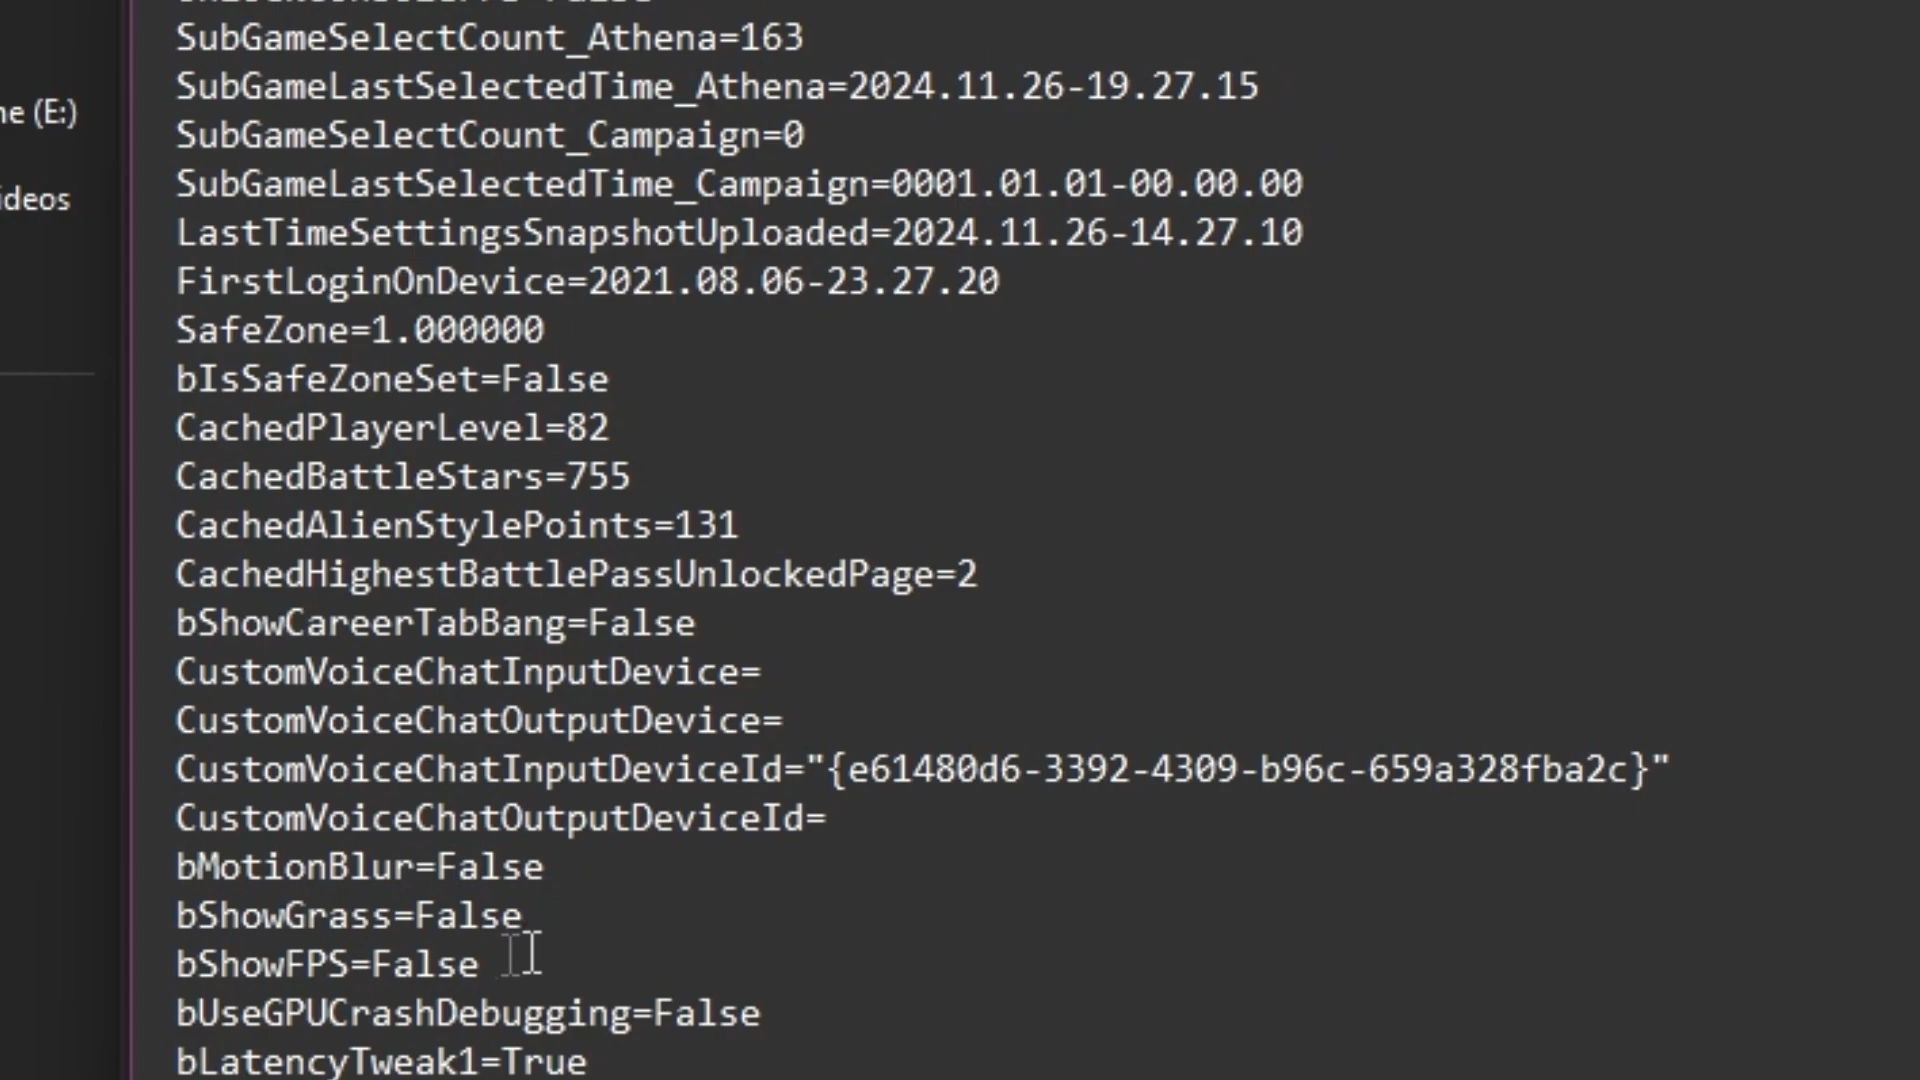 SubGameSelectCount_Athena=163
SubGameLastSelectedTime_Athena=2024.11.26-19.27.15
(E:)
SubGameSelectCount_Campaign=0
SubGameLastSelectedTime_Campaign=0001.01.01-00.00.00
LastTimeSettingsSnapshotUploaded=2024.11.26-14.27.10
FirstLoginOnDevice=2021.08.06-23.27.20
SafeZone=1.000000
bIsSafeZoneSet=False
CachedPlayerLevel=82
CachedBattleStars=755
CachedAlienStylePoints=131
CachedHighestBattlePassUnlockedPage=2
bShowCareerTabBang=False
CustomVoiceChatInputDevice=
CustomVoiceChatOutputDevice=
CustomVoiceChatInputDeviceId="{e61480d6-3392-4309-b96c-659a328fba2c}"
CustomVoiceChatOutputDeviceId=
bMotionBlur=False
bShowGrass=False
bShowFPS=False
bUseGPUCrashDebugging=False
bLatencyTweak1=True